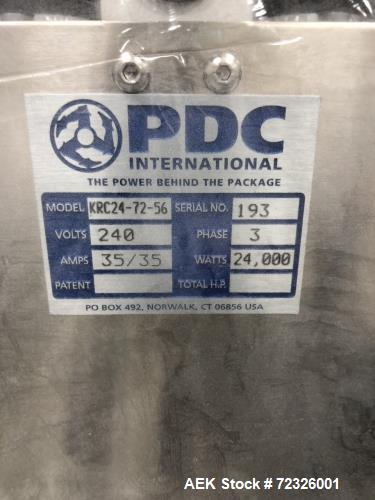 PDC
INTERNATIONAL
THE POWER BEHIND THE PACKAGE
MODEL KRC24-72-56 SERIAL NO. 193
VOLTS 240 PHASE 3
AMPS 35/35 WATTS 24,000
PATENT TOTAL H.P.
PO BOX 492, NORWALK, CT 06856 USA
AEK Stock # 72326001